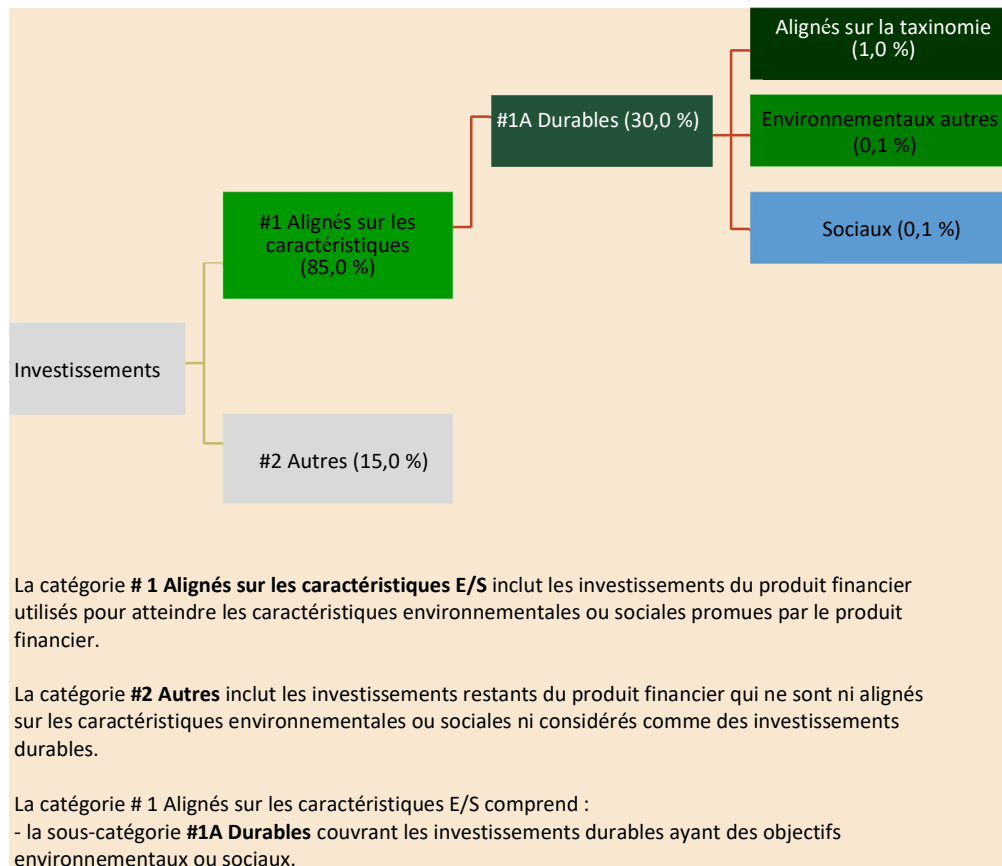 Alignés sur la taxinomie
(1,0 %)
#1A Durables (30,0 %)
Environnementaux autres
(0,1 %)
#1 Alignés sur les
caractéristiques
(85,0 %)
Sociaux (0,1 %)
Investissements
#2 Autres (15,0 %)
La catégorie # 1 Alignés sur les caractéristiques E/S inclut les investissements du produit financier
utilisés pour atteindre les caractéristiques environnementales ou sociales promues par le produit
financier.
La catégorie #2 Autres inclut les investissements restants du produit financier qui ne sont ni alignés
sur les caractéristiques environnementales ou sociales ni considérés comme des investissements
durables.
La catégorie # 1 Alignés sur les caractéristiques E/S comprend :
- la sous-catégorie #1A Durables couvrant les investissements durables ayant des objectifs
environnementaux ou sociaux.